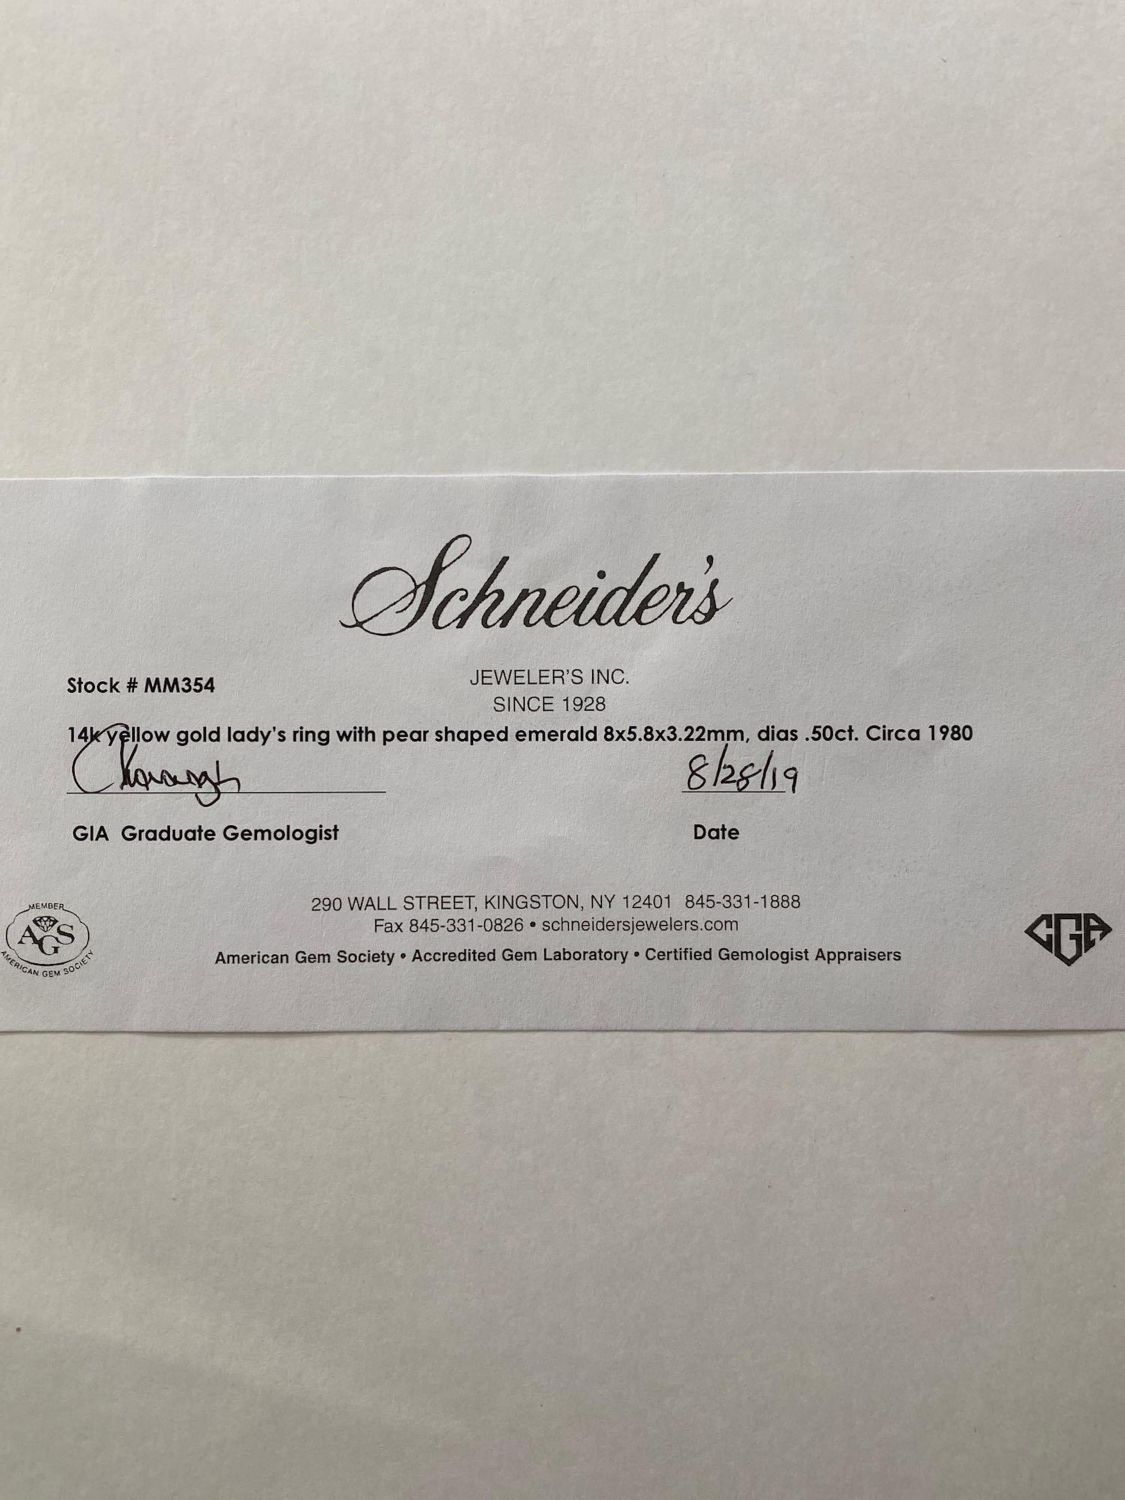 Schneider's
JEWELER'S INC.
SINCE 1928
Stock # MM354
14k yellow gold lady's ring with pear shaped emerald 8x5.8x3.22mm, dias .50ct. Circa 1980
8/28/19
GIA Graduate Gemologist
Date
290 WALL STREET, KINGSTON, NY 12401 845-331-1888
Fax 845-331-0826 • schneidersjewelers.com
American Gem Society • Accredited Gem Laboratory • Certified Gemologist Appraisers
MEMBER
AGS
AMERICAN GEM SOCIETY
CGA